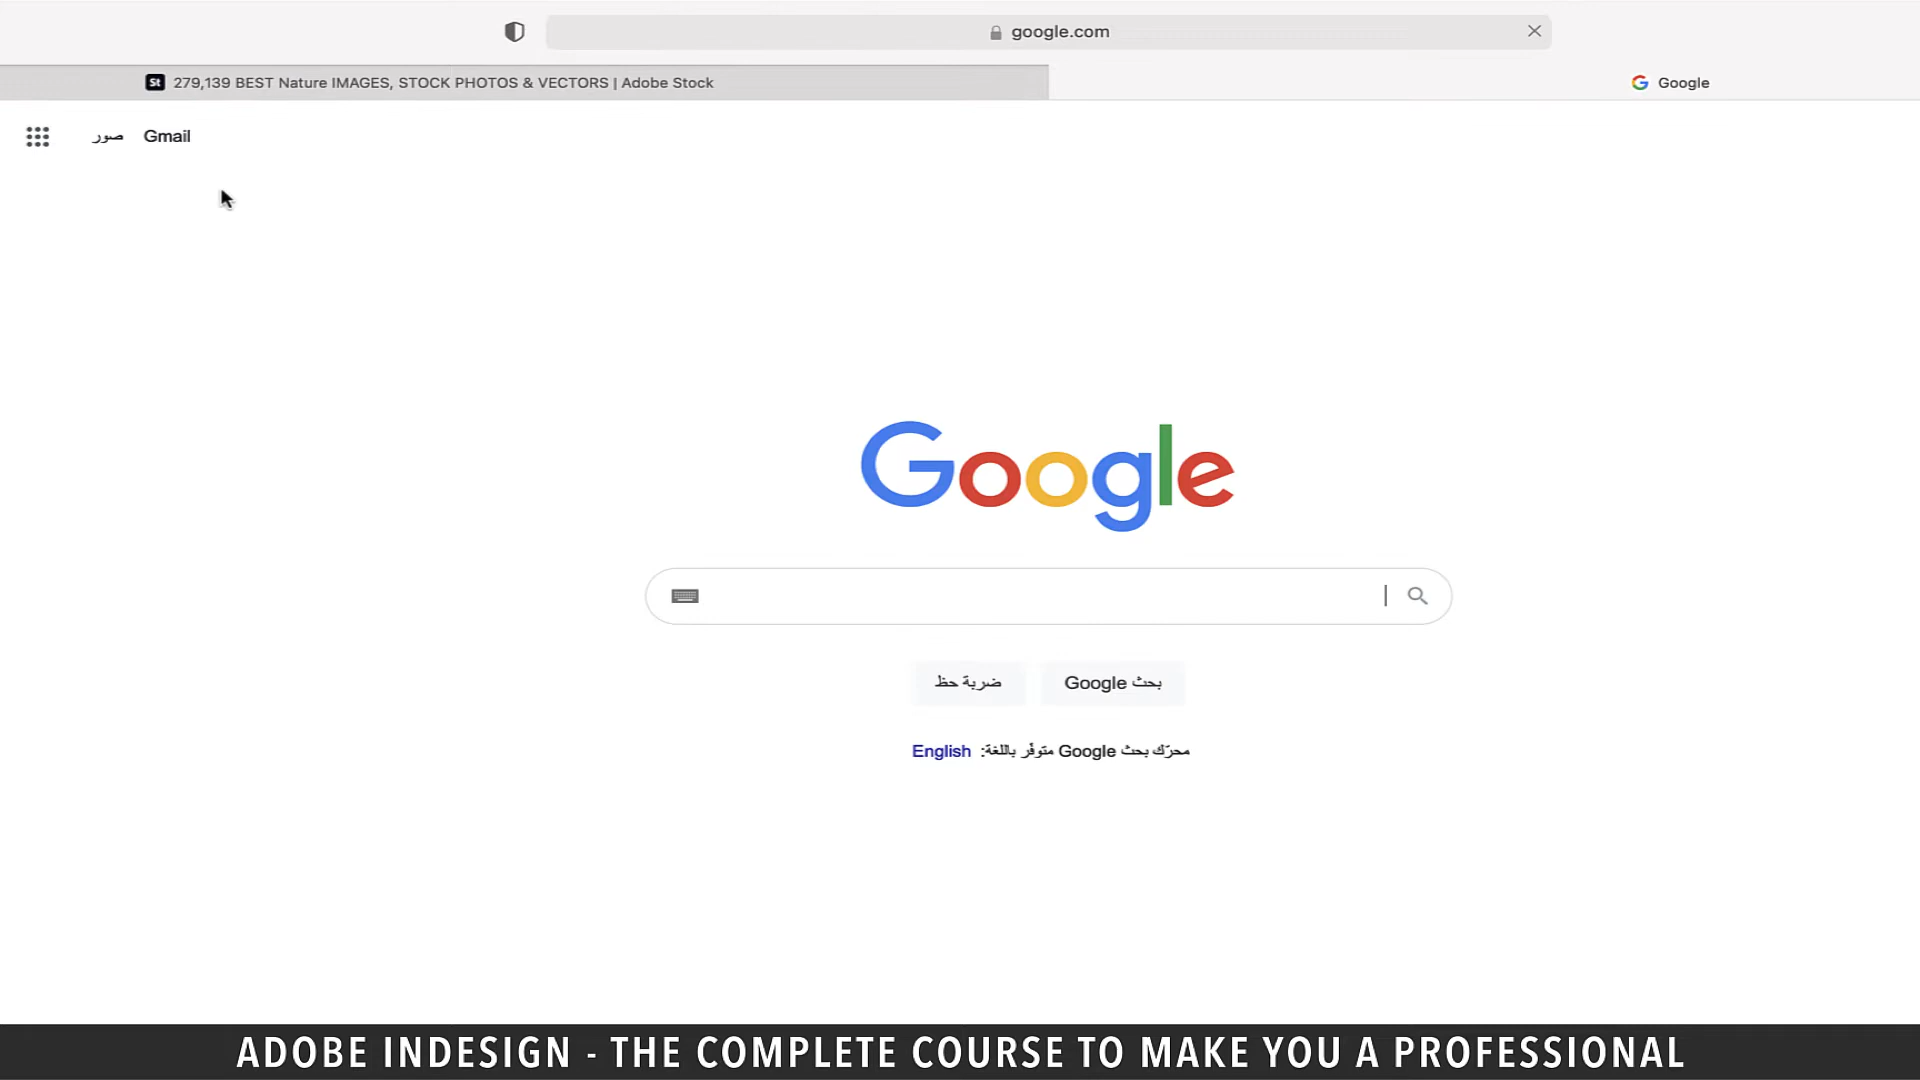 google.com
St 279,139 BEST Nature IMAGES, STOCK PHOTOS & VECTORS | Adobe Stock
Google
صور Gmail
Google
ضربة حظ
بحث Google
محرّك بحث Google متوفّر باللغة: English
ADOBE INDESIGN - THE COMPLETE COURSE TO MAKE YOU A PROFESSIONAL